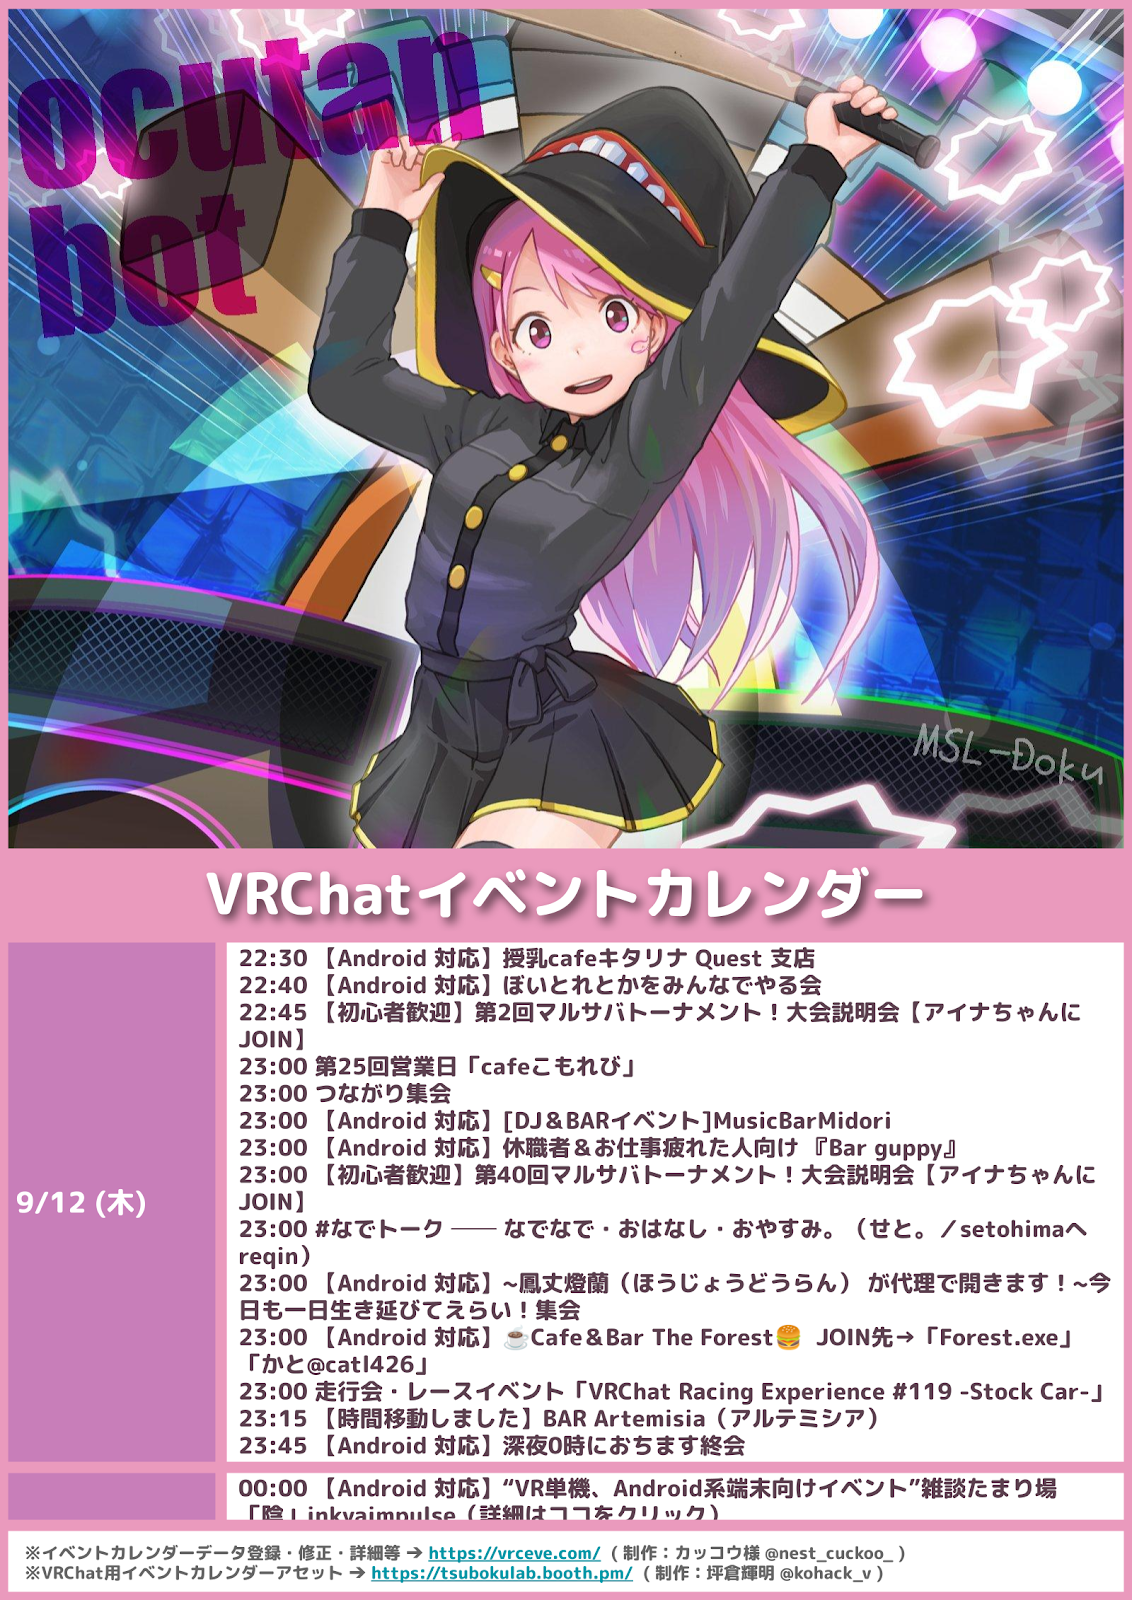 ocutan
bot
MSL-Doku
VRChatイベントカレンダー
9/12 (木)
22:30 【Android 対応】授乳cafeキタリナ Quest 支店
22:40 【Android 対応】ぼいとれとかをみんなでやる会
22:45 【初心者歓迎】第2回マルサバトーナメント！大会説明会【アイナちゃんに
JOIN】
23:00 第25回営業日「cafeこもれび」
23:00 つながり集会
23:00 【Android 対応】[DJ＆BARイベント]MusicBarMidori
23:00 【Android 対応】休職者＆お仕事疲れた人向け 『Bar guppy』
23:00 【初心者歓迎】第40回マルサバトーナメント！大会説明会【アイナちゃんに
JOIN】
23:00 #なでトーク ── なでなで・おはなし・おやすみ。（せと。／setohimaへ
reqin）
23:00 【Android 対応】~鳳丈燈蘭（ほうじょうどうらん） が代理で開きます！~今
日も一日生き延びてえらい！集会
23:00 【Android 対応】☕Cafe＆Bar The Forest🍔 JOIN先→「Forest.exe」
「かと@catl426」
23:00 走行会・レースイベント「VRChat Racing Experience #119 -Stock Car-」
23:15 【時間移動しました】BAR Artemisia（アルテミシア）
23:45 【Android 対応】深夜0時におちます終会
00:00 【Android 対応】“VR単機、Android系端末向けイベント”雑談たまり場
「陰」inkyaimpulse（詳細はココをクリック）
※イベントカレンダーデータ登録・修正・詳細等 ➔ https://vrceve.com/ ( 制作：カッコウ様 @nest_cuckoo_ )
※VRChat用イベントカレンダーアセット ➔ https://tsubokulab.booth.pm/ ( 制作：坪倉輝明 @kohack_v )